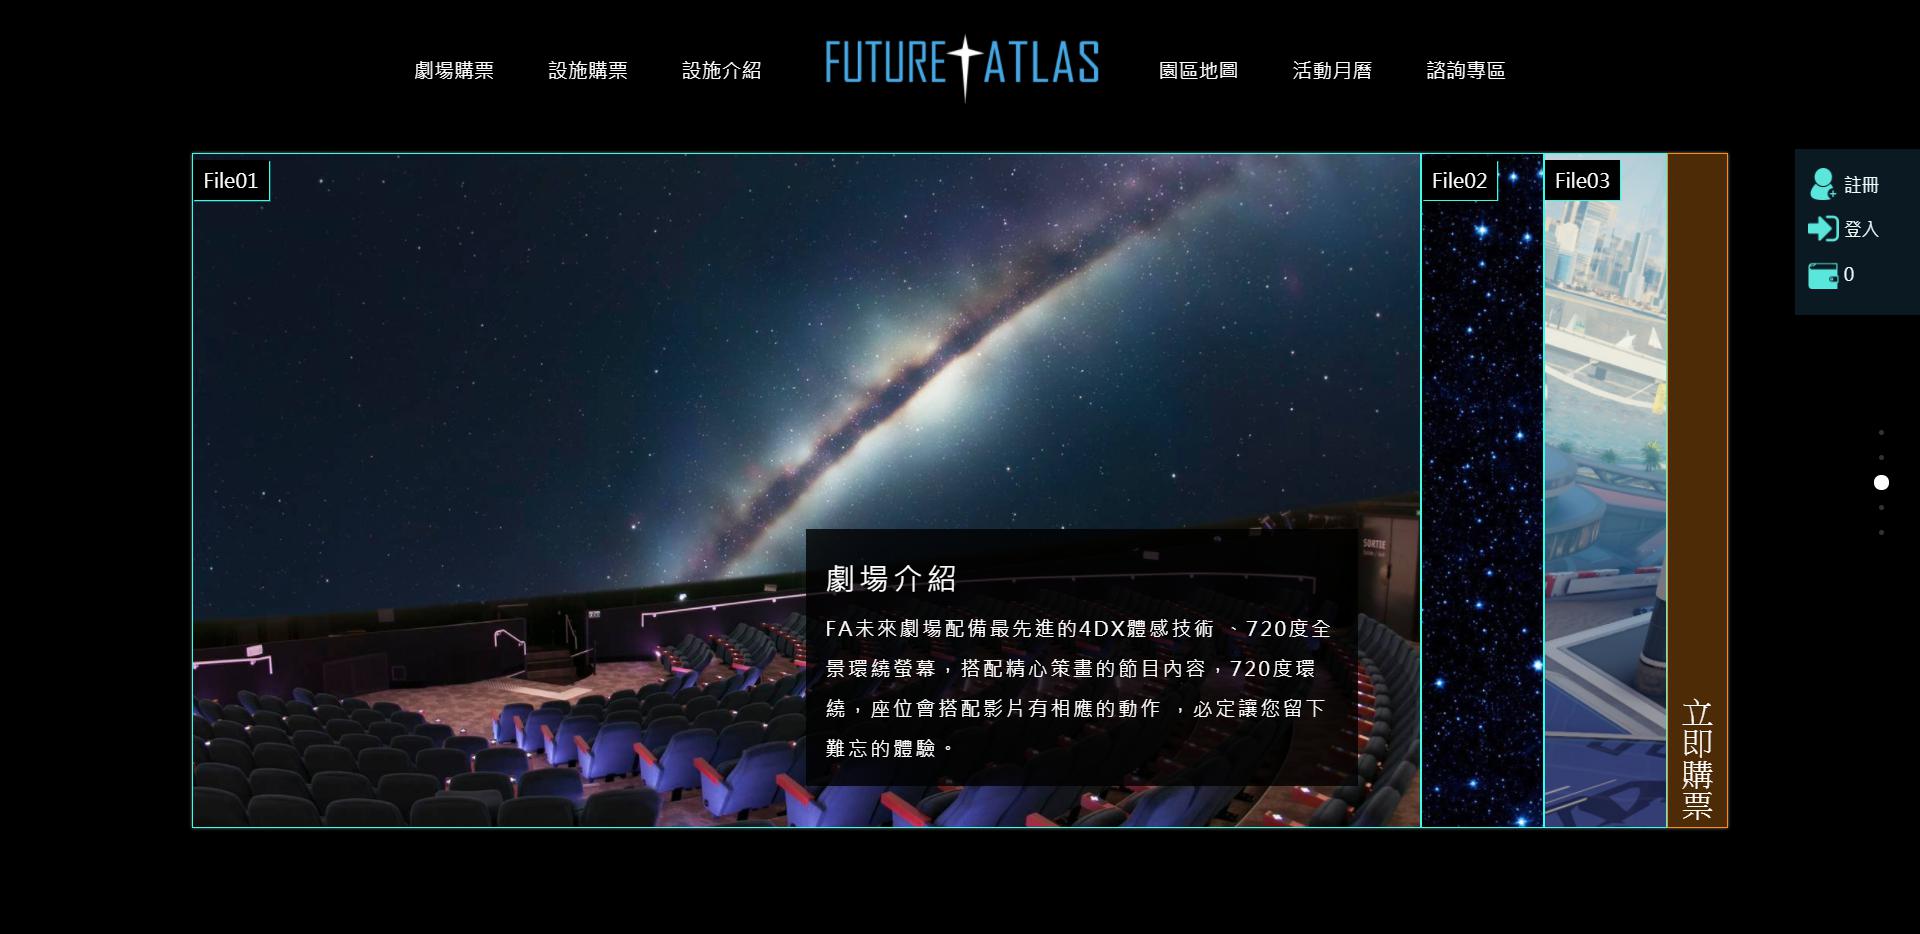 劇場購票
設施購票
設施介紹
FUTURE ATLAS
園區地圖
活動月曆
諮詢專區
File01
File02
File03
註冊
登入
0
SORTIE
劇場介紹
FA未來劇場配備最先進的4DX體感技術 、720度全
景環繞螢幕，搭配精心策畫的節目內容，720度環
繞，座位會搭配影片有相應的動作 ，必定讓您留下
難忘的體驗。
立即購票